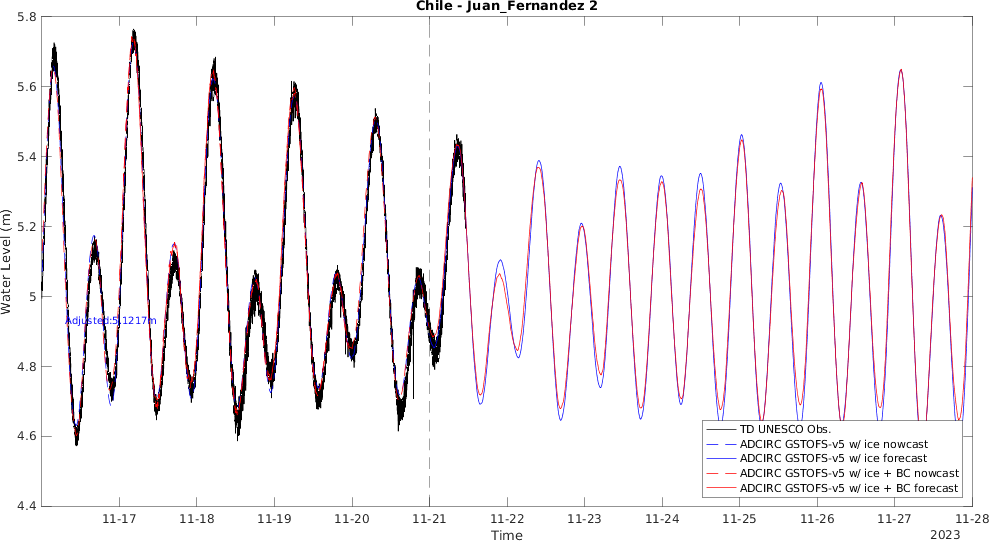 Chile - Juan_Fernandez 2
5.8
5.6
5.4
5.2
5
4.8
4.6
4.4
Water Level (m)
Adjusted:5.1217m
TD UNESCO Obs.
ADCIRC GSTOFS-v5 w/ ice nowcast
ADCIRC GSTOFS-v5 w/ ice forecast
ADCIRC GSTOFS-v5 w/ ice + BC nowcast
ADCIRC GSTOFS-v5 w/ ice + BC forecast
11-17 11-18 11-19 11-20 11-21 11-22 11-23 11-24 11-25 11-26 11-27 11-28
Time
2023